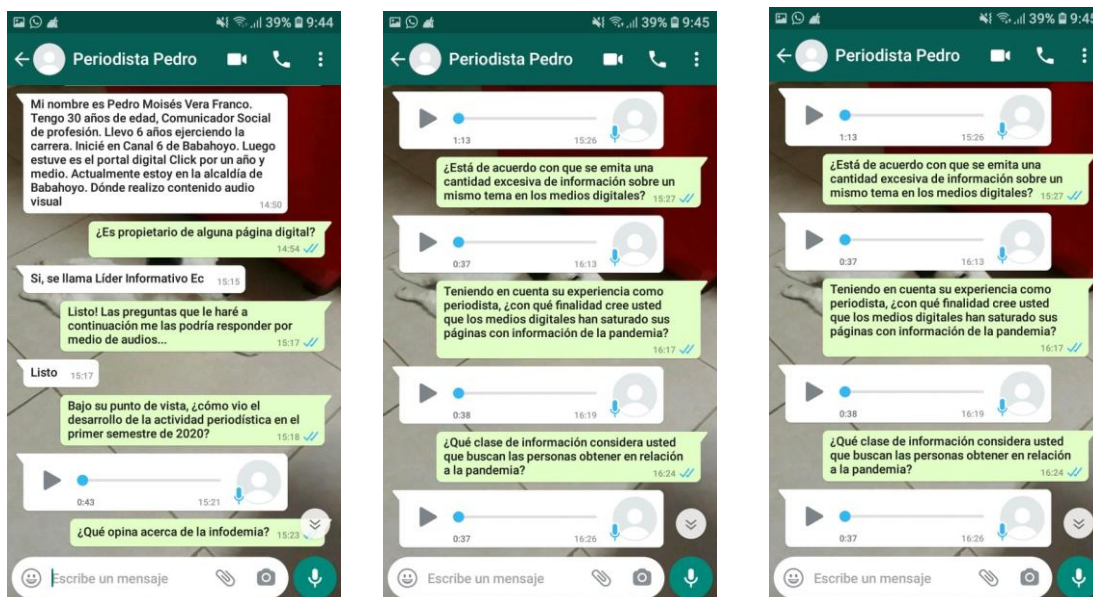 39% 9:44
Periodista Pedro
Mi nombre es Pedro Moisés Vera Franco.
Tengo 30 años de edad, Comunicador Social
de profesión. Llevo 6 años ejerciendo la
carrera. Inicié en Canal 6 de Babahoyo. Luego
estuve es el portal digital Click por un año y
medio. Actualmente estoy en la alcaldía de
Babahoyo. Dónde realizo contenido audio
visual
14:50
¿Es propietario de alguna página digital?
14:54
Si, se llama Líder Informativo Ec 15:15
Listo! Las preguntas que le haré a
continuación me las podría responder por
medio de audios... 15:17
Listo 15:17
Bajo su punto de vista, ¿cómo vio el
desarrollo de la actividad periodística en el
primer semestre de 2020? 15:18
0:43 15:21
¿Qué opina acerca de la infodemia? 15:23
Escribe un mensaje
39% 9:45
Periodista Pedro
1:13 15:26
¿Está de acuerdo con que se emita una
cantidad excesiva de información sobre un
mismo tema en los medios digitales? 15:27
0:37 16:13
Teniendo en cuenta su experiencia como
periodista, ¿con qué finalidad cree usted
que los medios digitales han saturado sus
páginas con información de la pandemia?
16:17
0:38 16:19
¿Qué clase de información considera usted
que buscan las personas obtener en relación
a la pandemia? 16:24
0:37 16:26
Escribe un mensaje
39% 9:45
Periodista Pedro
1:13 15:26
¿Está de acuerdo con que se emita una
cantidad excesiva de información sobre un
mismo tema en los medios digitales? 15:27
0:37 16:13
Teniendo en cuenta su experiencia como
periodista, ¿con qué finalidad cree usted
que los medios digitales han saturado sus
páginas con información de la pandemia?
16:17
0:38 16:19
¿Qué clase de información considera usted
que buscan las personas obtener en relación
a la pandemia? 16:24
0:37 16:26
Escribe un mensaje